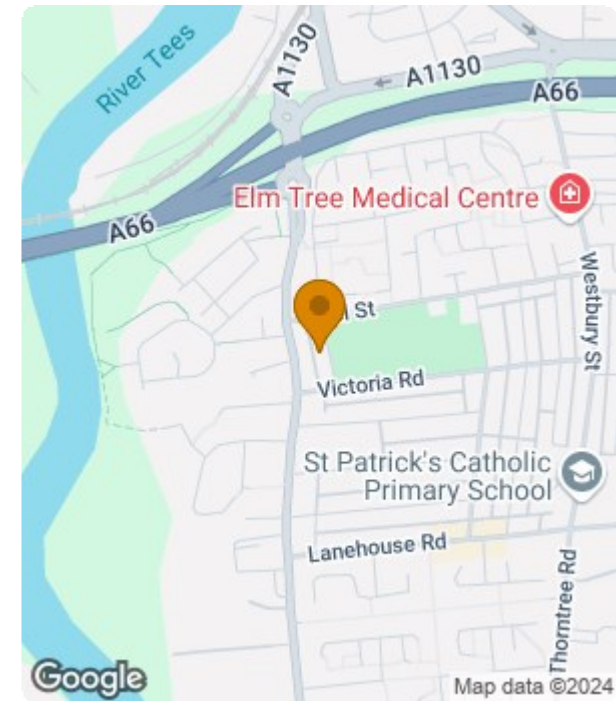 River Tees
A1130
A1130
A66
Elm Tree Medical Centre
A66
St
Westbury St
Victoria Rd
St Patrick's Catholic
Primary School
Lanehouse Rd
Thorntree Rd
Google
Map data ©2024